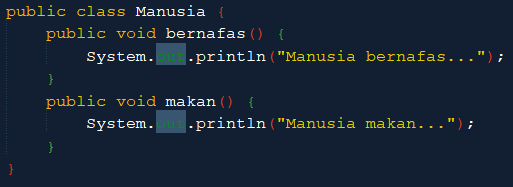 public class Manusia {
public void bernafas() {
System.out.println("Manusia bernafas...");
}
public void makan() {
System.out.println("Manusia makan...");
}
}